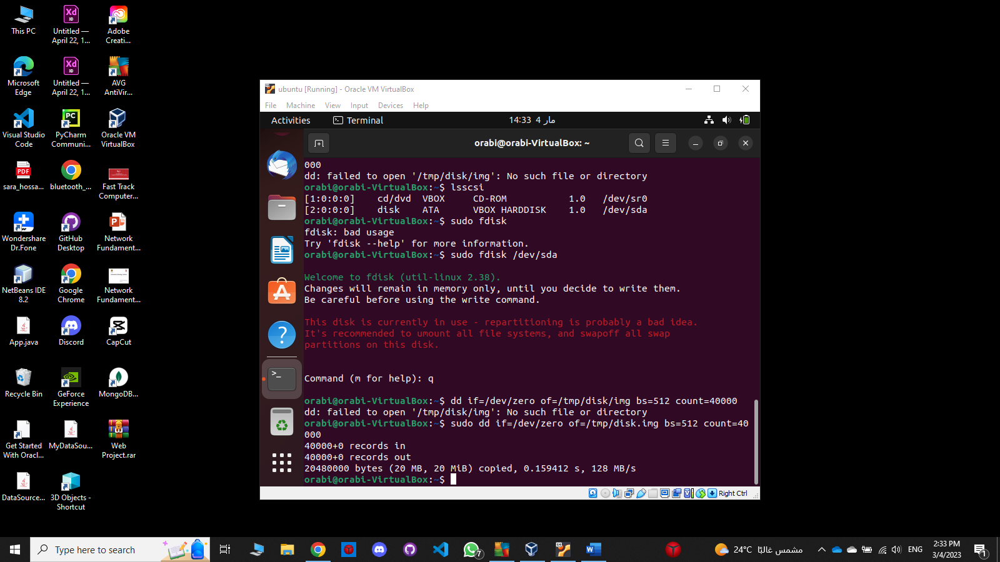 This PC
Untitled —
April 22, 1...
Adobe
Creati...
Microsoft
Edge
Untitled —
April 22, 1...
AVG
AntiVir...
Visual Studio
Code
PyCharm
Communi...
Oracle VM
VirtualBox
sara_hossa...
bluetooth_...
Fast Track
Computer...
Wondershare
Dr.Fone
GitHub
Desktop
Network
Fundament...
NetBeans IDE
8.2
Google
Chrome
Network
Fundament...
App.java
Discord
CapCut
Recycle Bin
GeForce
Experience
MongoDB...
Get Started
With Oracl...
MyDataSou...
Web
Project.rar
DataSource...
3D Objects -
Shortcut
ubuntu [Running] - Oracle VM VirtualBox
File Machine View Input Devices Help
Activities Terminal 14:33 4 مار
orabi@orabi-VirtualBox: ~
000
dd: failed to open '/tmp/disk/img': No such file or directory
orabi@orabi-VirtualBox:~$ lsscsi
[1:0:0:0] cd/dvd VBOX CD-ROM 1.0 /dev/sr0
[2:0:0:0] disk ATA VBOX HARDDISK 1.0 /dev/sda
orabi@orabi-VirtualBox:~$ sudo fdisk
fdisk: bad usage
Try 'fdisk --help' for more information.
orabi@orabi-VirtualBox:~$ sudo fdisk /dev/sda
Welcome to fdisk (util-linux 2.38).
Changes will remain in memory only, until you decide to write them.
Be careful before using the write command.
This disk is currently in use - repartitioning is probably a bad idea.
It's recommended to umount all file systems, and swapoff all swap
partitions on this disk.
Command (m for help): q
orabi@orabi-VirtualBox:~$ dd if=/dev/zero of=/tmp/disk/img bs=512 count=40000
dd: failed to open '/tmp/disk/img': No such file or directory
orabi@orabi-VirtualBox:~$ sudo dd if=/dev/zero of=/tmp/disk.img bs=512 count=40
000
40000+0 records in
40000+0 records out
20480000 bytes (20 MB, 20 MiB) copied, 0.159412 s, 128 MB/s
orabi@orabi-VirtualBox:~$
Right Ctrl
Type here to search
7
24°C مشمس غالبًا
ENG
2:33 PM
3/4/2023
1